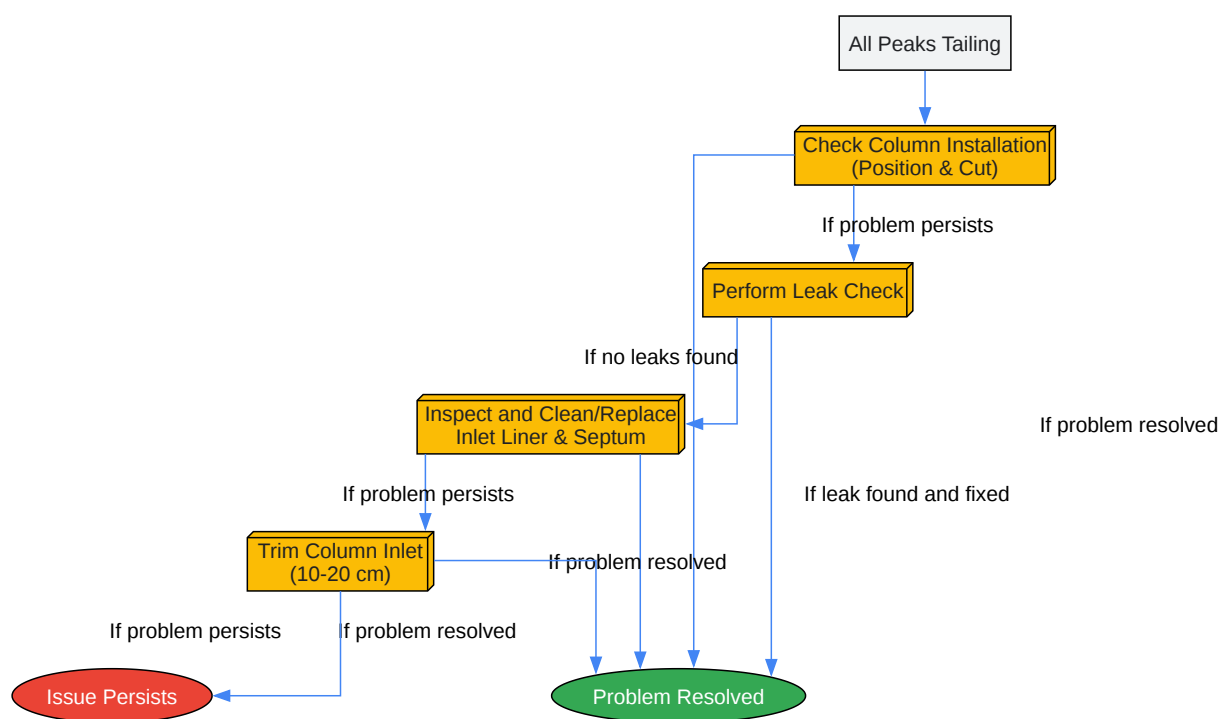 All Peaks Tailing
Check Column Installation
(Position & Cut)
If problem persists
Perform Leak Check
If no leaks found
Inspect and Clean/Replace
Inlet Liner & Septum
If problem resolved
If problem persists
If leak found and fixed
Trim Column Inlet
(10-20 cm)
If problem resolved
If problem persists
If problem resolved
Issue Persists
Problem Resolved